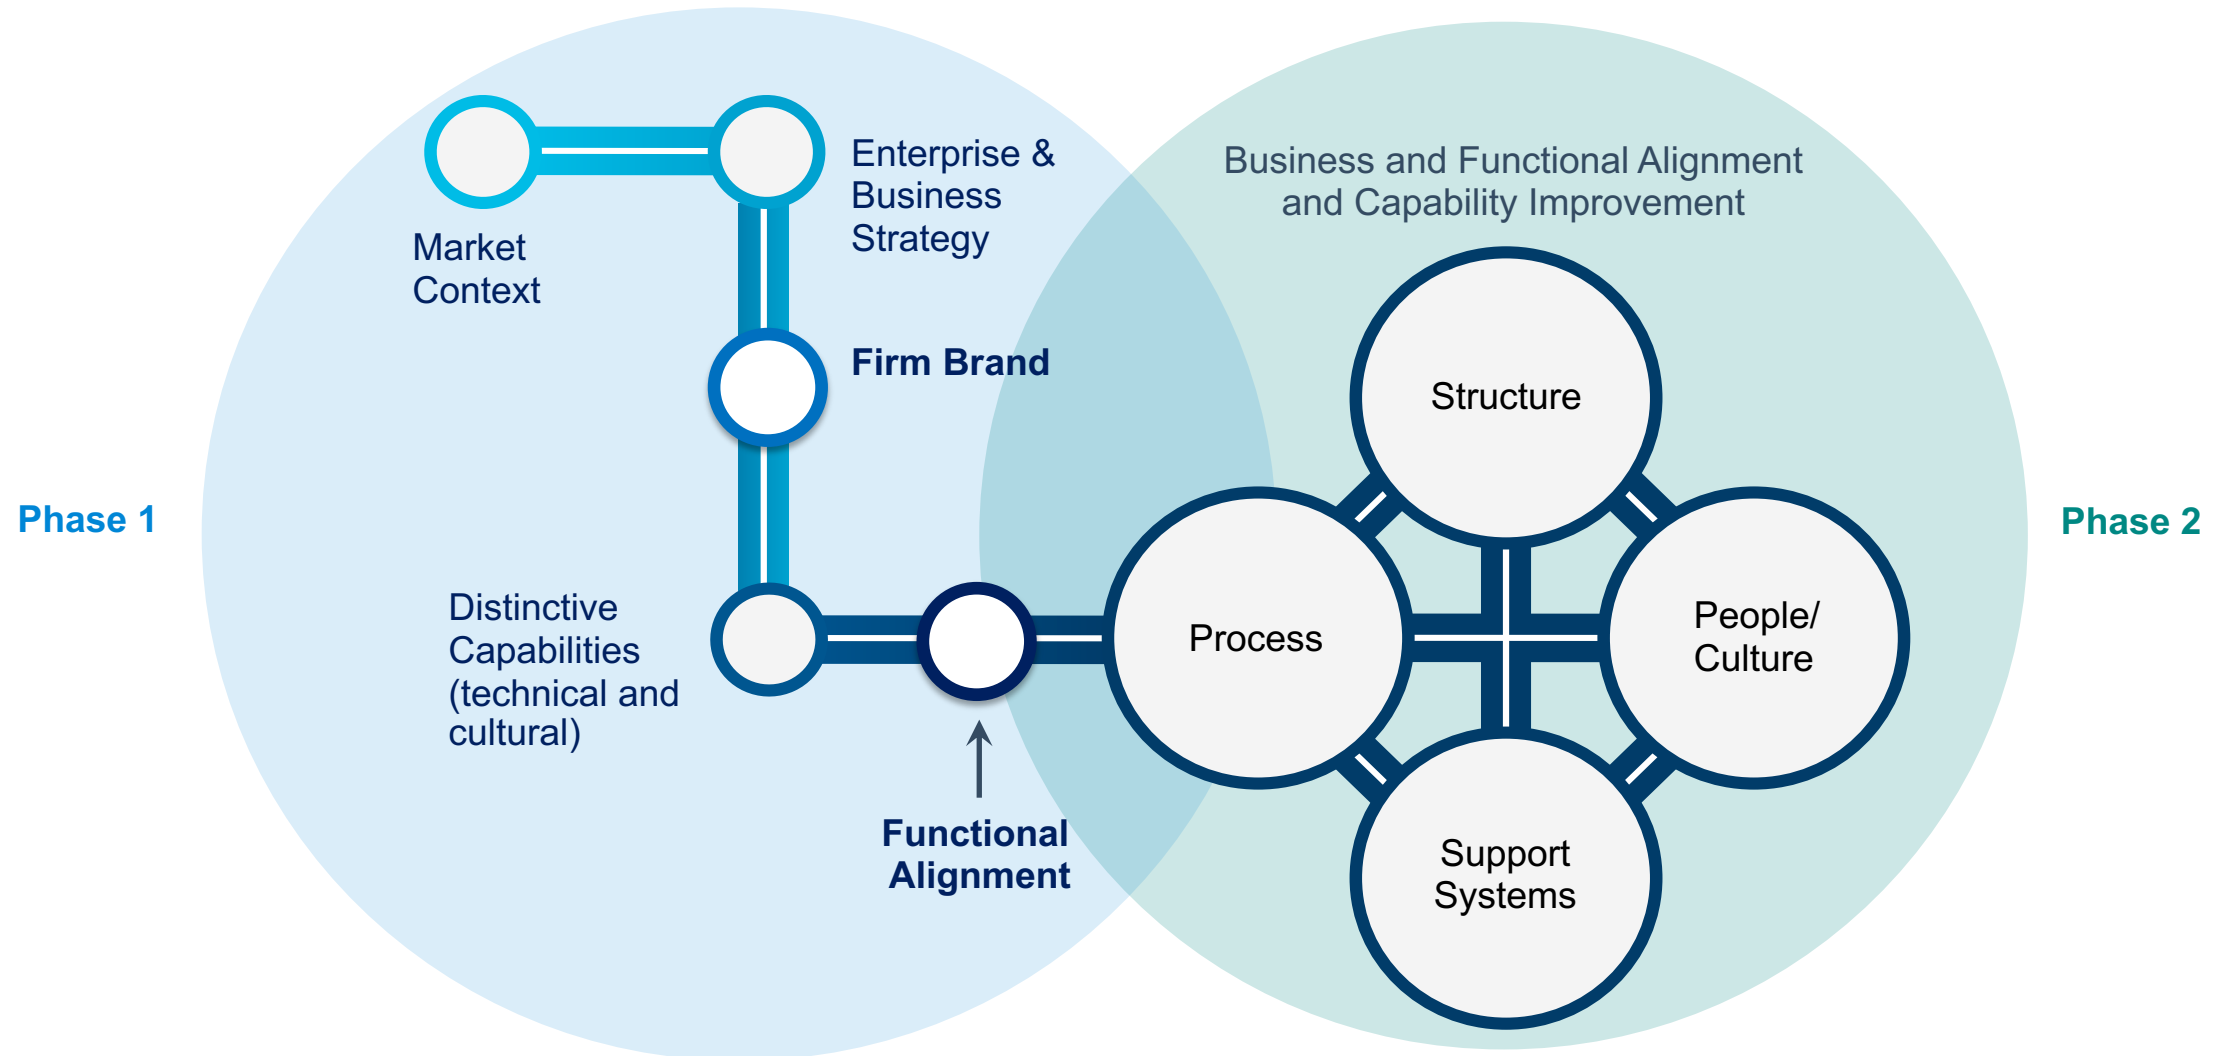 Phase 1
Market
Context
Enterprise &
Business
Strategy
Firm Brand
Distinctive
Capabilities
(technical and
cultural)
Functional
Alignment
Business and Functional Alignment
and Capability Improvement
Structure
Process
People/
Culture
Support
Systems
Phase 2